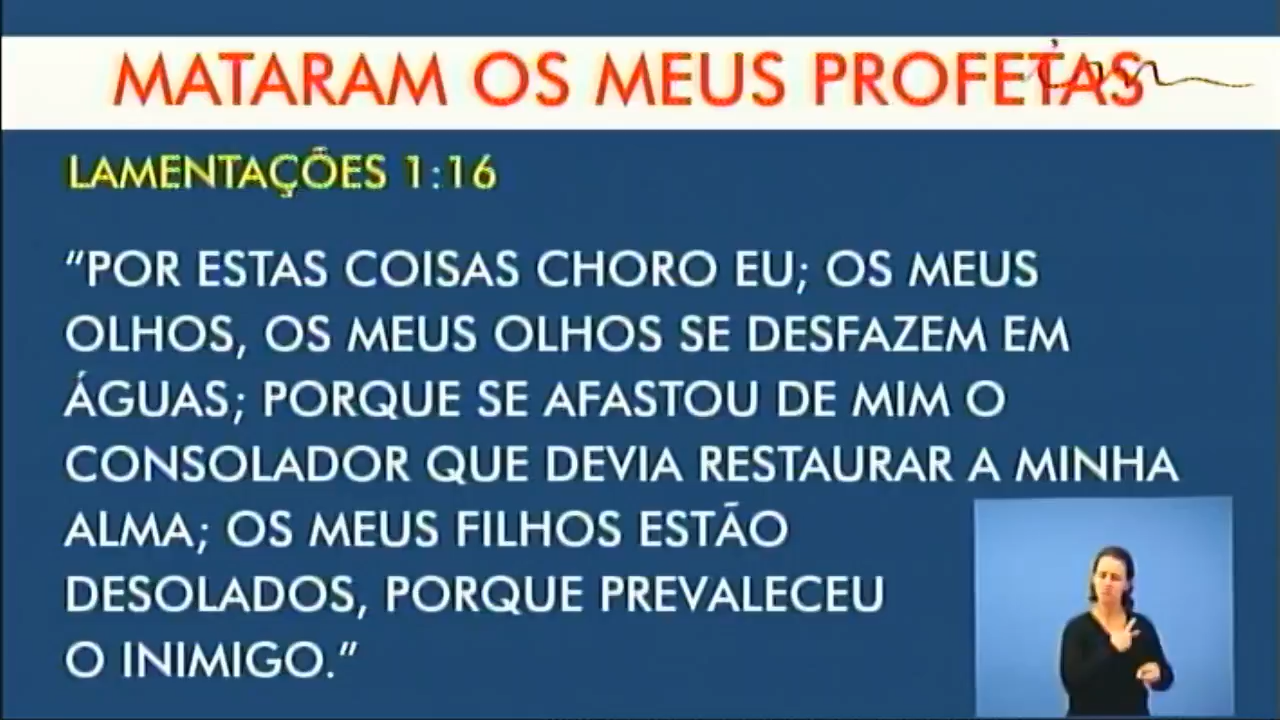 MATARAM OS MEUS PROFETAS
LAMENTAÇÕES 1:16
“POR ESTAS COISAS CHORO EU; OS MEUS
OLHOS, OS MEUS OLHOS SE DESFAZEM EM
ÁGUAS; PORQUE SE AFASTOU DE MIM O
CONSOLADOR QUE DEVIA RESTAURAR A MINHA
ALMA; OS MEUS FILHOS ESTÃO
DESOLADOS, PORQUE PREVALECEU
O INIMIGO.”